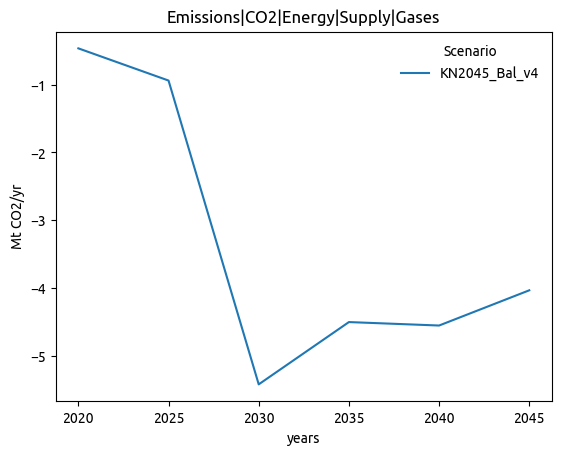 Emissions|CO2|Energy|Supply|Gases
Scenario
KN2045_Bal_v4
Mt CO2/yr
−1
−2
−3
−4
−5
2020 2025 2030 2035 2040 2045
years